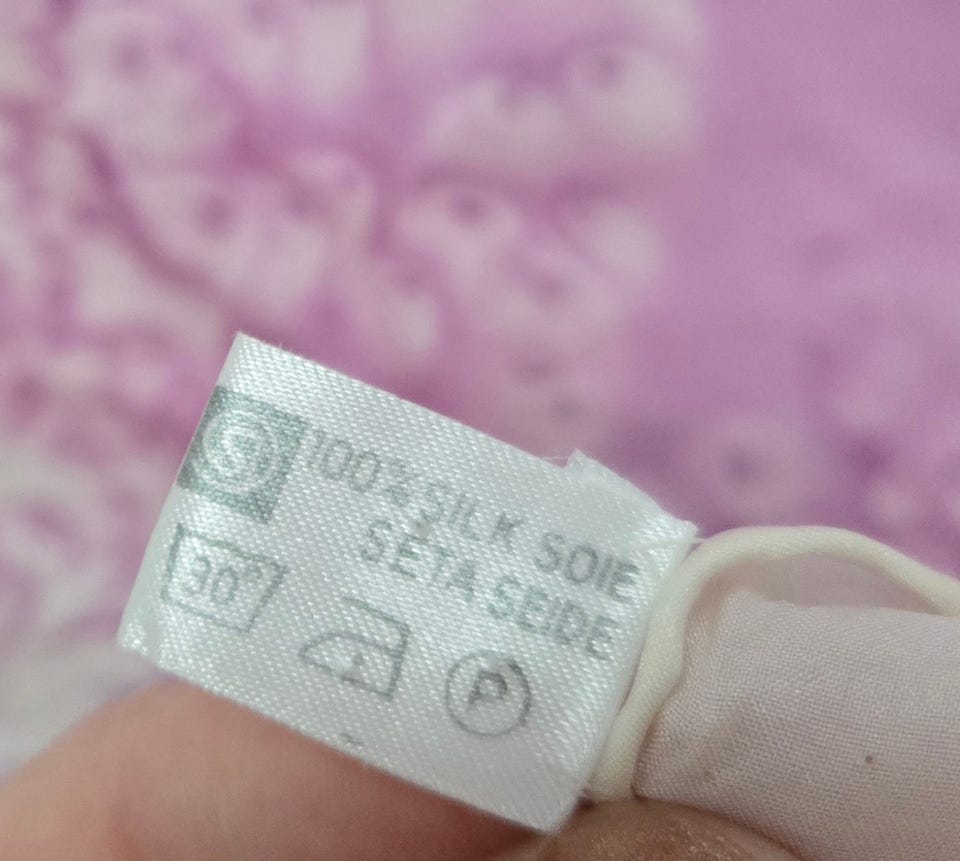 100% SILK SOIE
SETA SEIDE
30°
P